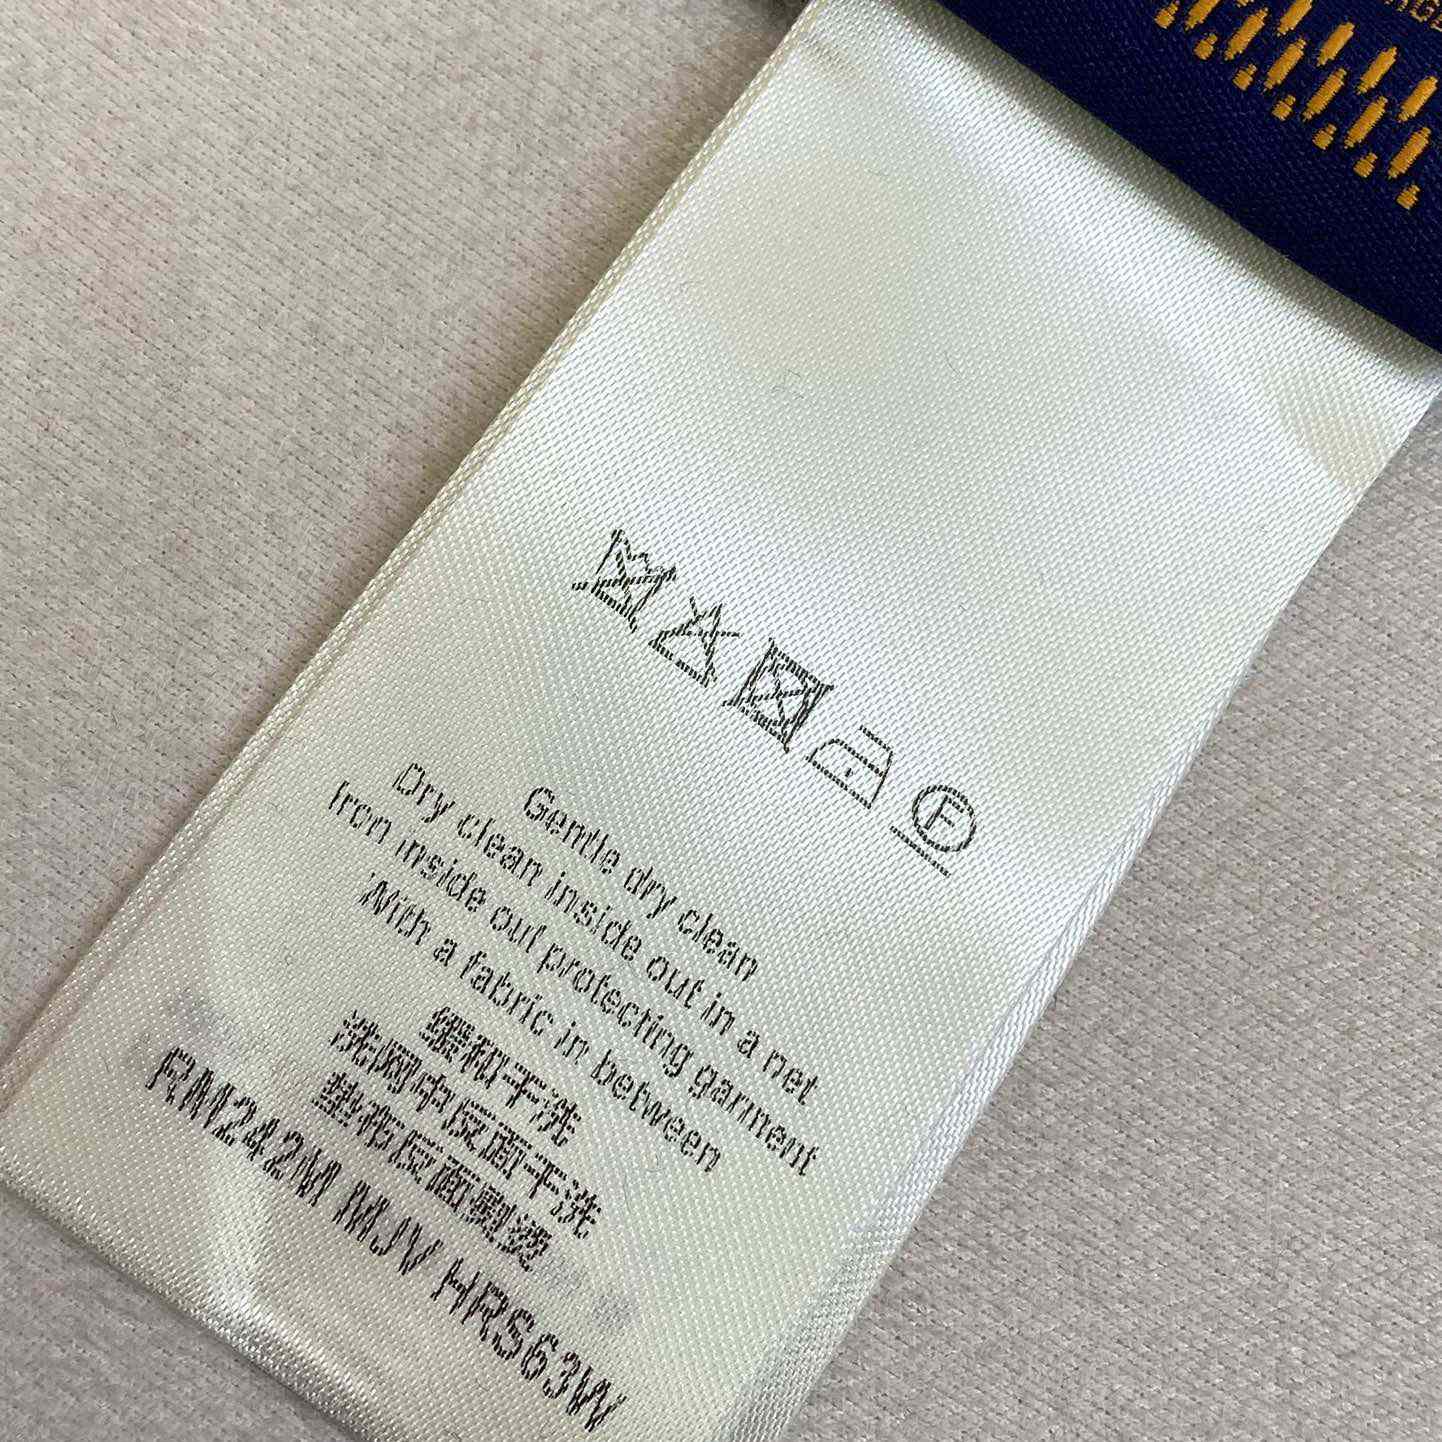 F
Gentle dry clean
Dry clean inside out in a net
Iron inside out protecting garment
With a fabric in between
缓和干洗
洗网中反面干洗
垫布反面熨烫
RM242M MJV HRS63W